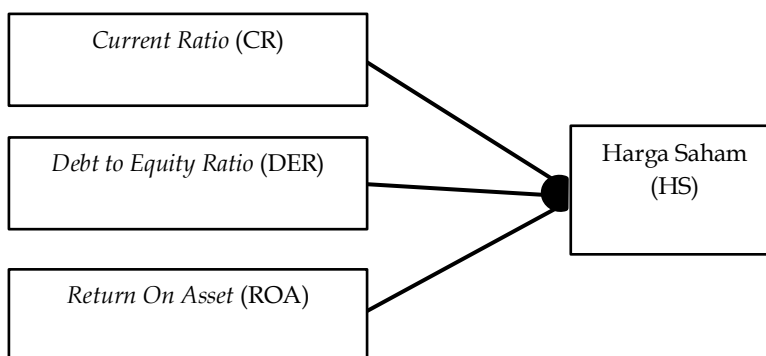 Current Ratio (CR)
Debt to Equity Ratio (DER)
Harga Saham
(HS)
Return On Asset (ROA)